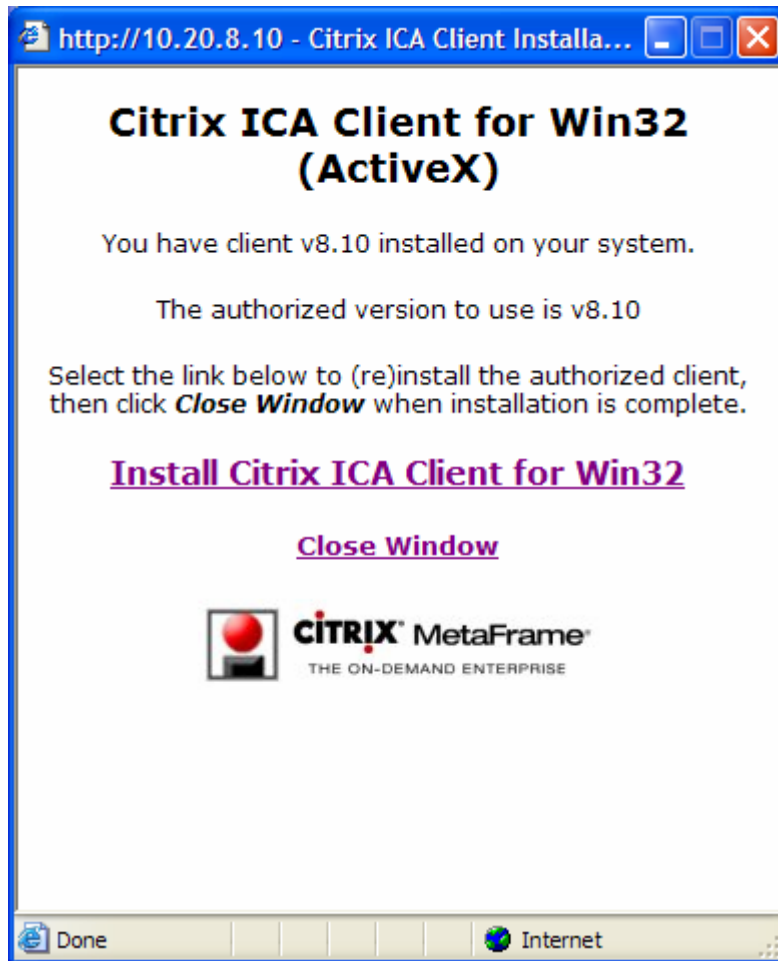 http://10.20.8.10 - Citrix ICA Client Installa...
Citrix ICA Client for Win32
(ActiveX)
You have client v8.10 installed on your system.
The authorized version to use is v8.10
Select the link below to (re)install the authorized client,
then click Close Window when installation is complete.
Install Citrix ICA Client for Win32
Close Window
CITRIX® MetaFrame®
THE ON-DEMAND ENTERPRISE
Done Internet